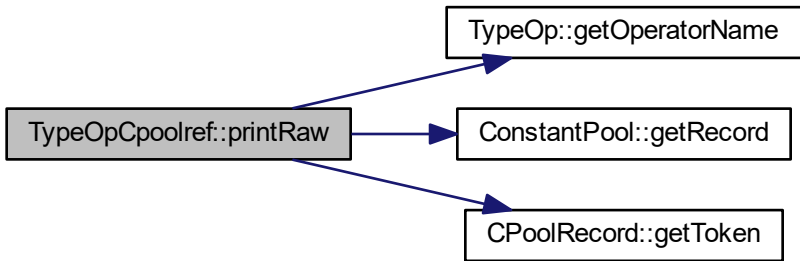 TypeOp::getOperatorName
TypeOpCpoolref::printRaw
ConstantPool::getRecord
CPoolRecord::getToken